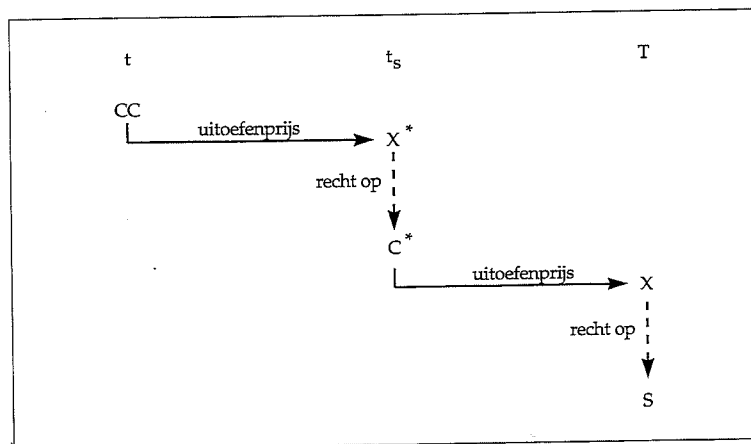 t t_s T
CC
uitoefenprijs X*
recht op
C*
uitoefenprijs X
recht op
S